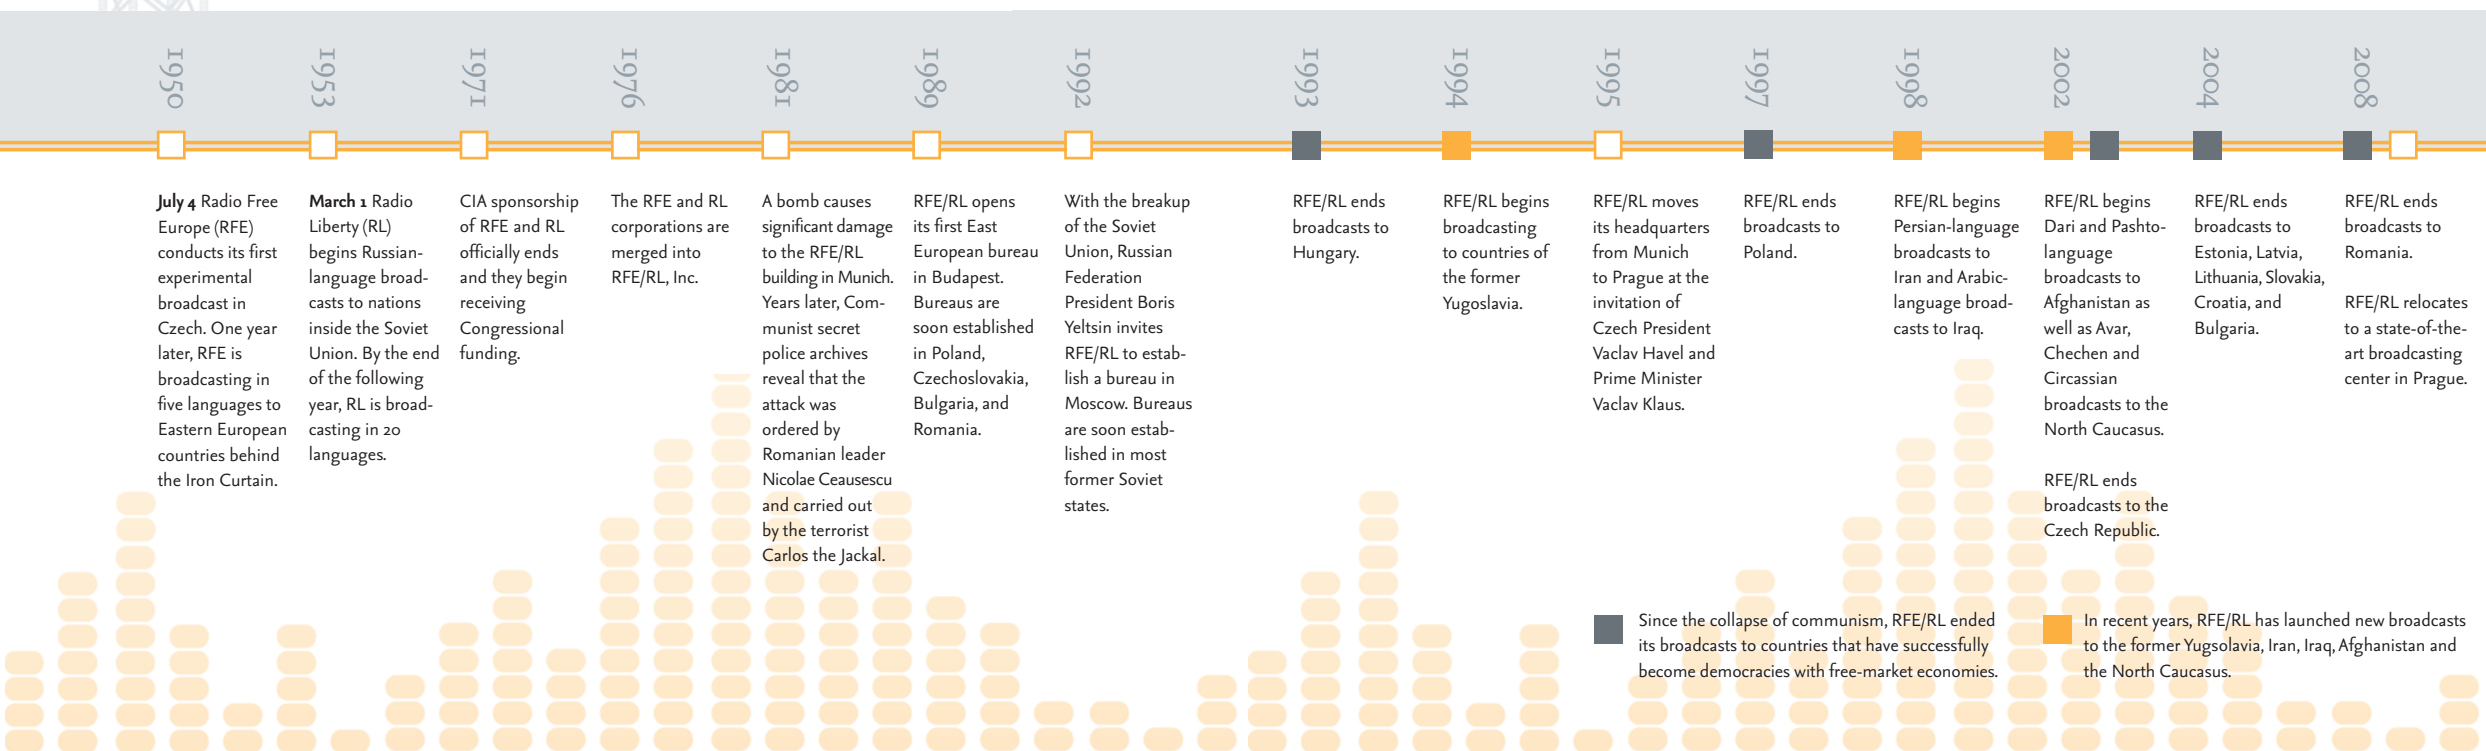 1950
1953
1971
1976
1981
1989
1992
1993
1994
1995
1997
1998
2002
2004
2008
July 4 Radio Free
Europe (RFE)
conducts its first
experimental
broadcast in
Czech. One year
later, RFE is
broadcasting in
five languages to
Eastern European
countries behind
the Iron Curtain.
March 1 Radio
Liberty (RL)
begins Russian-
language broad-
casts to nations
inside the Soviet
Union. By the end
of the following
year, RL is broad-
casting in 20
languages.
CIA sponsorship
of RFE and RL
officially ends
and they begin
receiving
Congressional
funding.
The RFE and RL
corporations are
merged into
RFE/RL, Inc.
A bomb causes
significant damage
to the RFE/RL
building in Munich.
Years later, Com-
munist secret
police archives
reveal that the
attack was
ordered by
Romanian leader
Nicolae Ceausescu
and carried out
by the terrorist
Carlos the Jackal.
RFE/RL opens
its first East
European bureau
in Budapest.
Bureaus are
soon established
in Poland,
Czechoslovakia,
Bulgaria, and
Romania.
With the breakup
of the Soviet
Union, Russian
Federation
President Boris
Yeltsin invites
RFE/RL to estab-
lish a bureau in
Moscow. Bureaus
are soon estab-
lished in most
former Soviet
states.
RFE/RL ends
broadcasts to
Hungary.
RFE/RL begins
broadcasting
to countries of
the former
Yugoslavia.
RFE/RL moves
its headquarters
from Munich
to Prague at the
invitation of
Czech President
Vaclav Havel and
Prime Minister
Vaclav Klaus.
RFE/RL ends
broadcasts to
Poland.
RFE/RL begins
Persian-language
broadcasts to
Iran and Arabic-
language broad-
casts to Iraq.
RFE/RL begins
Dari and Pashto-
language
broadcasts to
Afghanistan as
well as Avar,
Chechen and
Circassian
broadcasts to the
North Caucasus.
RFE/RL ends
broadcasts to the
Czech Republic.
RFE/RL ends
broadcasts to
Estonia, Latvia,
Lithuania, Slovakia,
Croatia, and
Bulgaria.
RFE/RL ends
broadcasts to
Romania.
RFE/RL relocates
to a state-of-the-
art broadcasting
center in Prague.
Since the collapse of communism, RFE/RL ended
its broadcasts to countries that have successfully
become democracies with free-market economies.
In recent years, RFE/RL has launched new broadcasts
to the former Yugsolavia, Iran, Iraq, Afghanistan and
the North Caucasus.